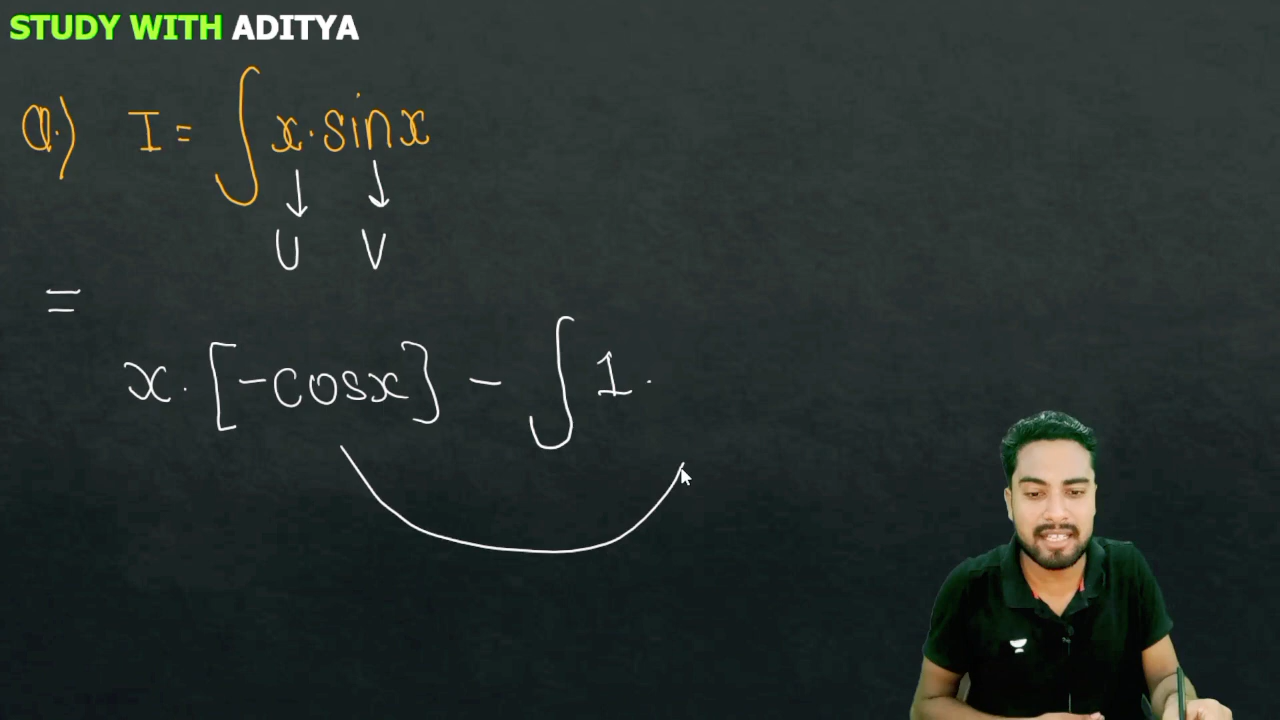 STUDY WITH ADITYA
Q.) I = ∫ x. sinx
↓ ↓
U V
=
x. [-cosx] - ∫ 1.